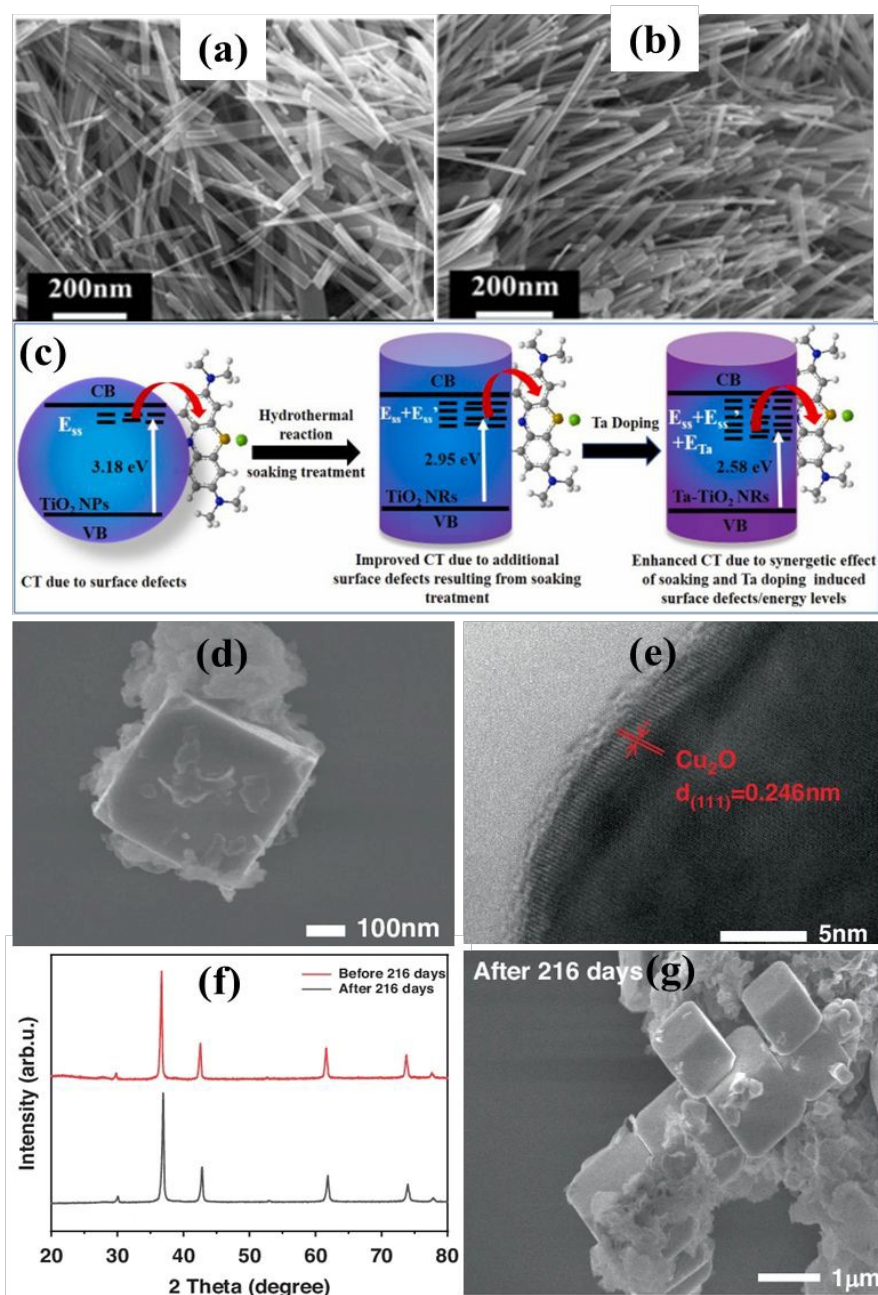 (a)
200nm
(b)
200nm
(c)
CB
Ess
3.18 eV
TiO2 NPs
VB
CT due to surface defects
Hydrothermal
reaction
soaking treatment
CB
Ess+Ess'
2.95 eV
TiO2 NRs
VB
Improved CT due to additional
surface defects resulting from soaking
treatment
Ta Doping
CB
Ess+Ess'
+ETa
2.58 eV
Ta-TiO2 NRs
VB
Enhanced CT due to synergetic effect
of soaking and Ta doping induced
surface defects/energy levels
(d)
100nm
(e)
Cu2O
d(111)=0.246nm
5nm
(f)
Before 216 days
After 216 days
Intensity (arb.u.)
20 30 40 50 60 70 80
2 Theta (degree)
After 216 days
(g)
1μm